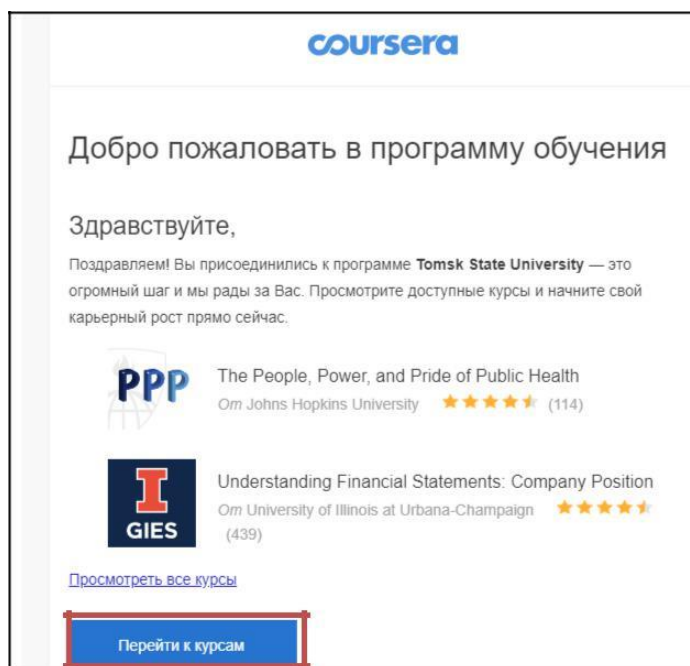 coursera
Добро пожаловать в программу обучения
Здравствуйте,
Поздравляем! Вы присоединились к программе Tomsk State University — это
огромный шаг и мы рады за Вас. Просмотрите доступные курсы и начните свой
карьерный рост прямо сейчас.
PPP
The People, Power, and Pride of Public Health
От Johns Hopkins University (114)
I
GIES
Understanding Financial Statements: Company Position
От University of Illinois at Urbana-Champaign
(439)
Просмотреть все курсы
Перейти к курсам